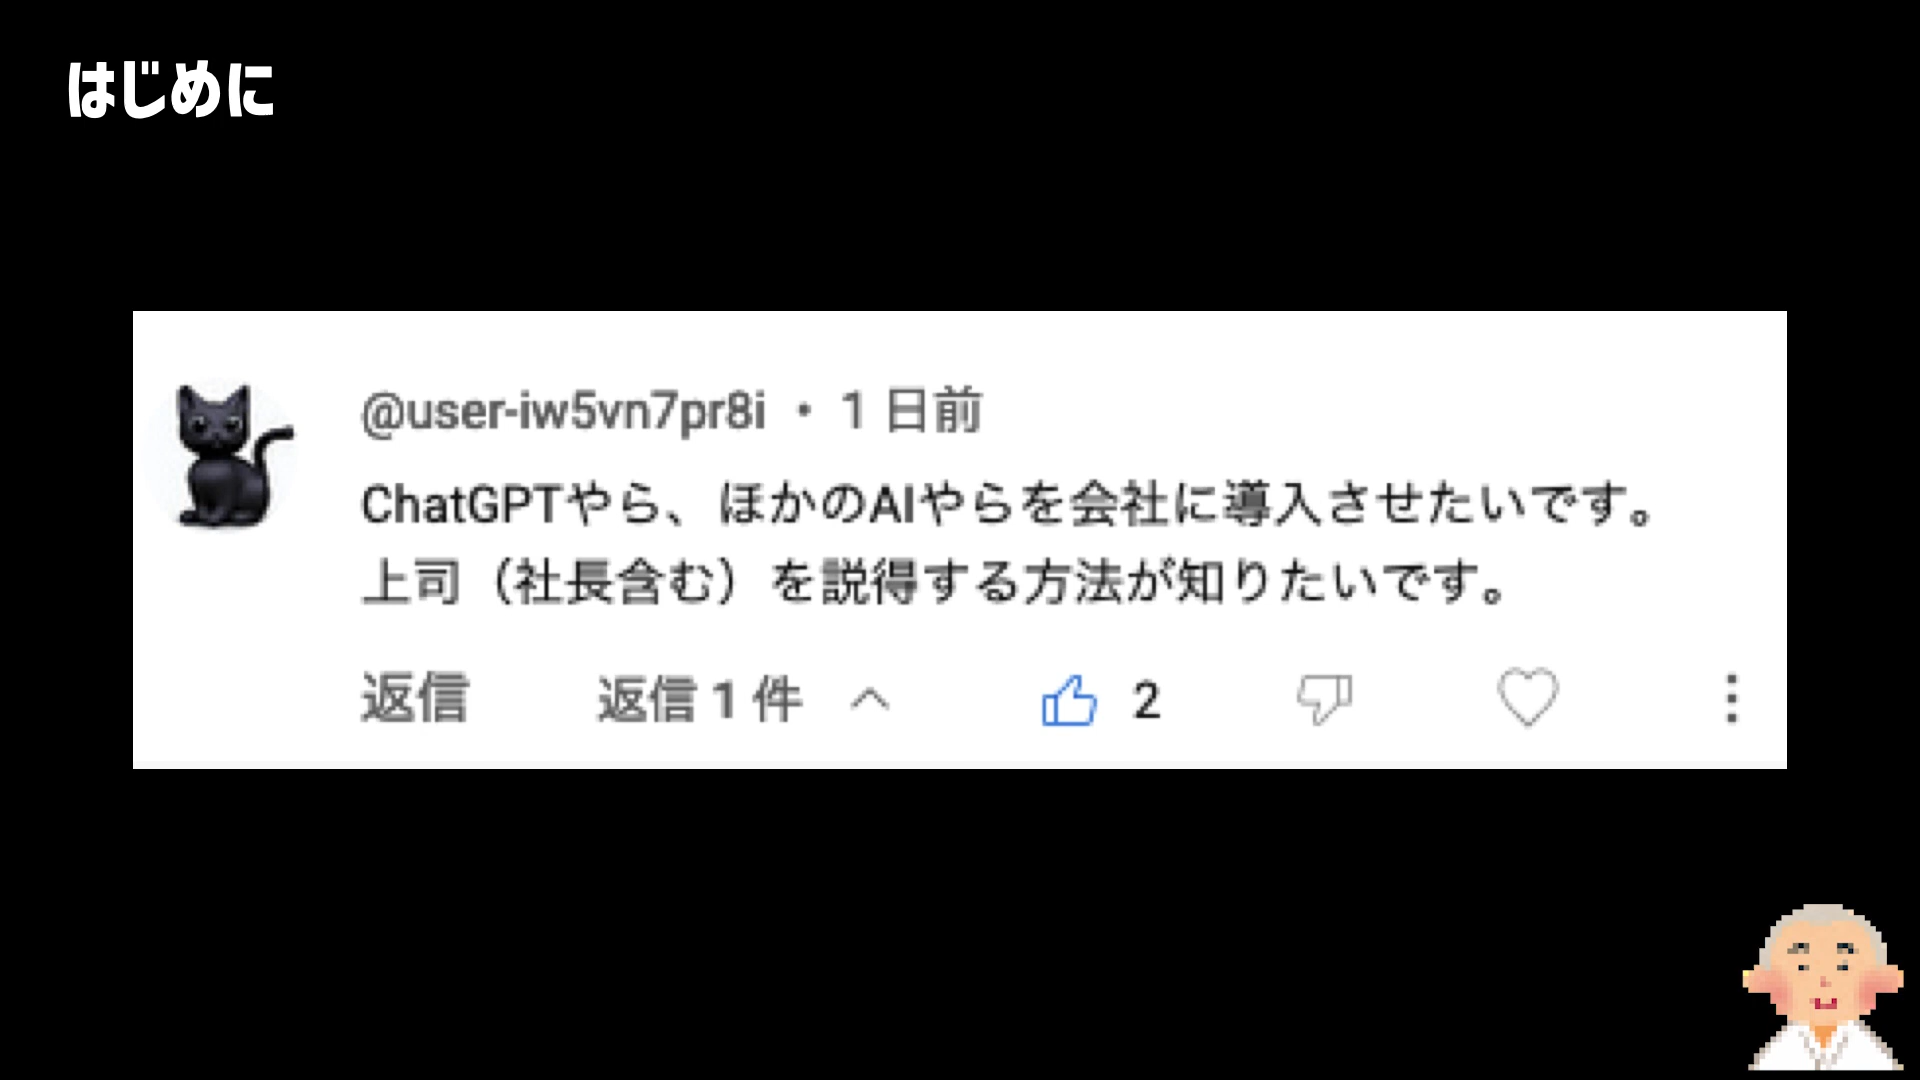 はじめに
@user-iw5vn7pr8i・1 日前
ChatGPTやら、ほかのAIやらを会社に導入させたいです。
上司（社長含む）を説得する方法が知りたいです。
返信 返信 1 件 2